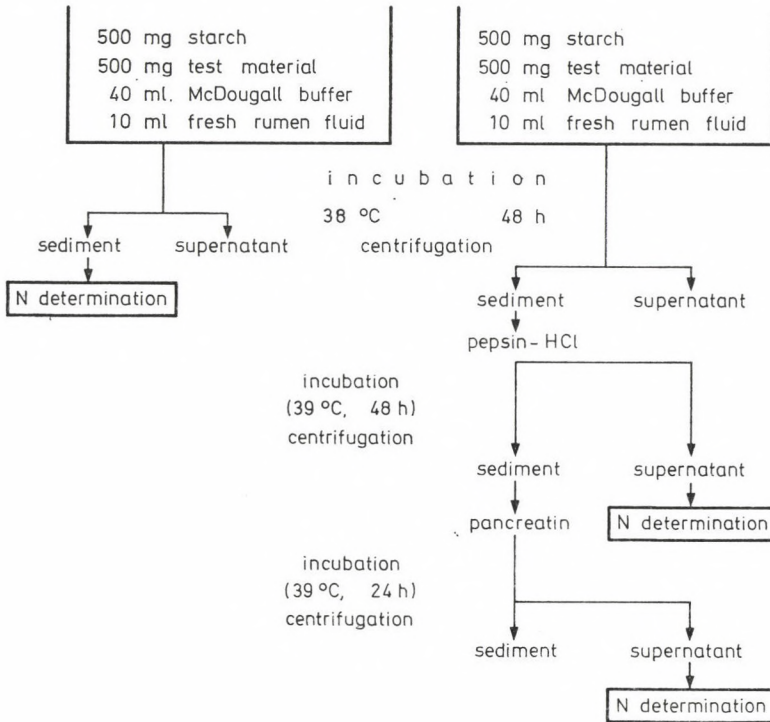 500 mg starch
500 mg test material
40 ml. McDougall buffer
10 ml fresh rumen fluid
500 mg starch
500 mg test material
40 ml McDougall buffer
10 ml fresh rumen fluid
incubation
38 °C 48 h
centrifugation
sediment supernatant
N determination
sediment supernatant
pepsin-HCl
incubation
(39 °C, 48 h)
centrifugation
sediment supernatant
pancreatin N determination
incubation
(39 °C, 24 h)
centrifugation
sediment supernatant
N determination